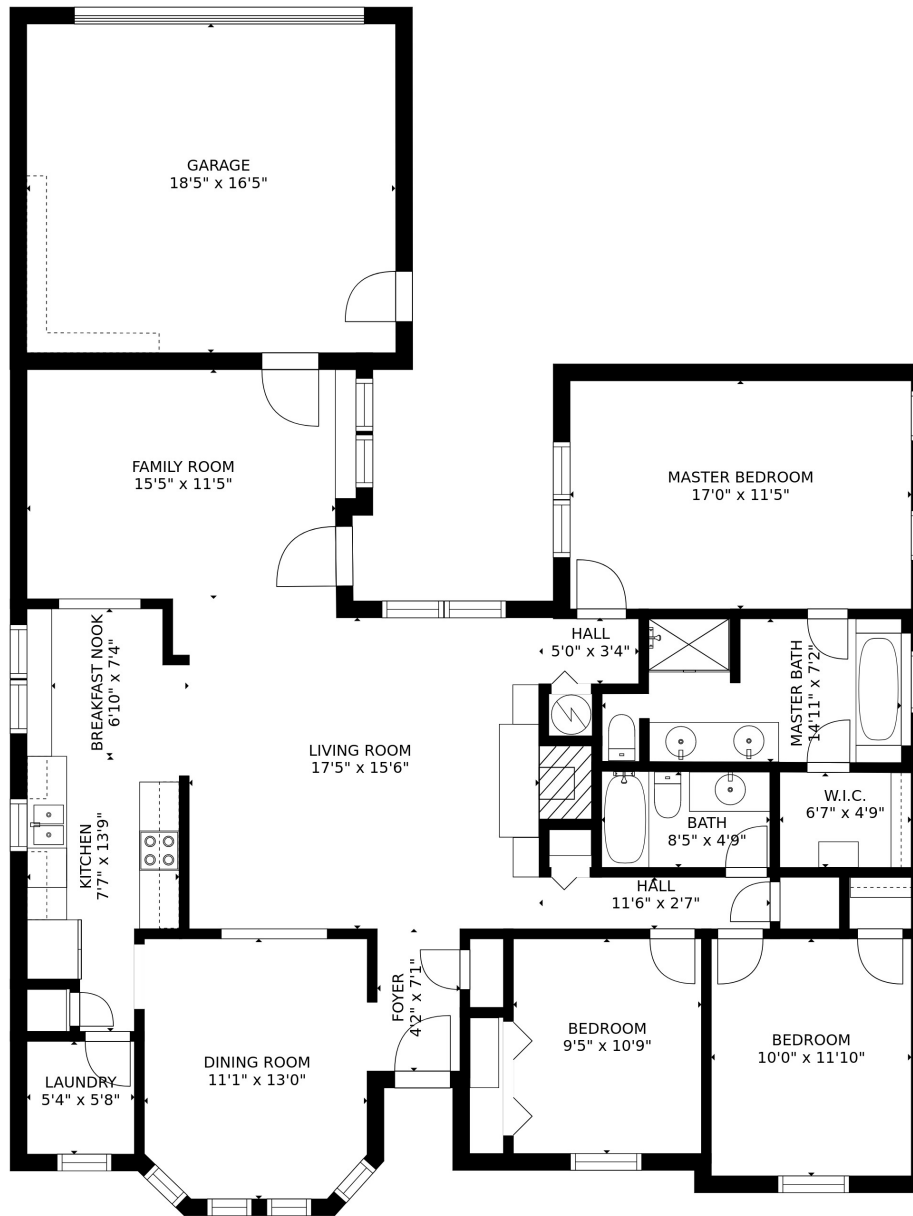 GARAGE
18'5" x 16'5"
FAMILY ROOM
15'5" x 11'5"
MASTER BEDROOM
17'0" x 11'5"
BREAKFAST NOOK
6'10" x 7'4"
HALL
5'0" x 3'4"
MASTER BATH
14'11" x 7'2"
LIVING ROOM
17'5" x 15'6"
KITCHEN
7'7" x 13'9"
BATH
8'5" x 4'9"
W.I.C.
6'7" x 4'9"
HALL
11'6" x 2'7"
FOYER
4'2" x 7'1"
DINING ROOM
11'1" x 13'0"
BEDROOM
9'5" x 10'9"
BEDROOM
10'0" x 11'10"
LAUNDRY
5'4" x 5'8"